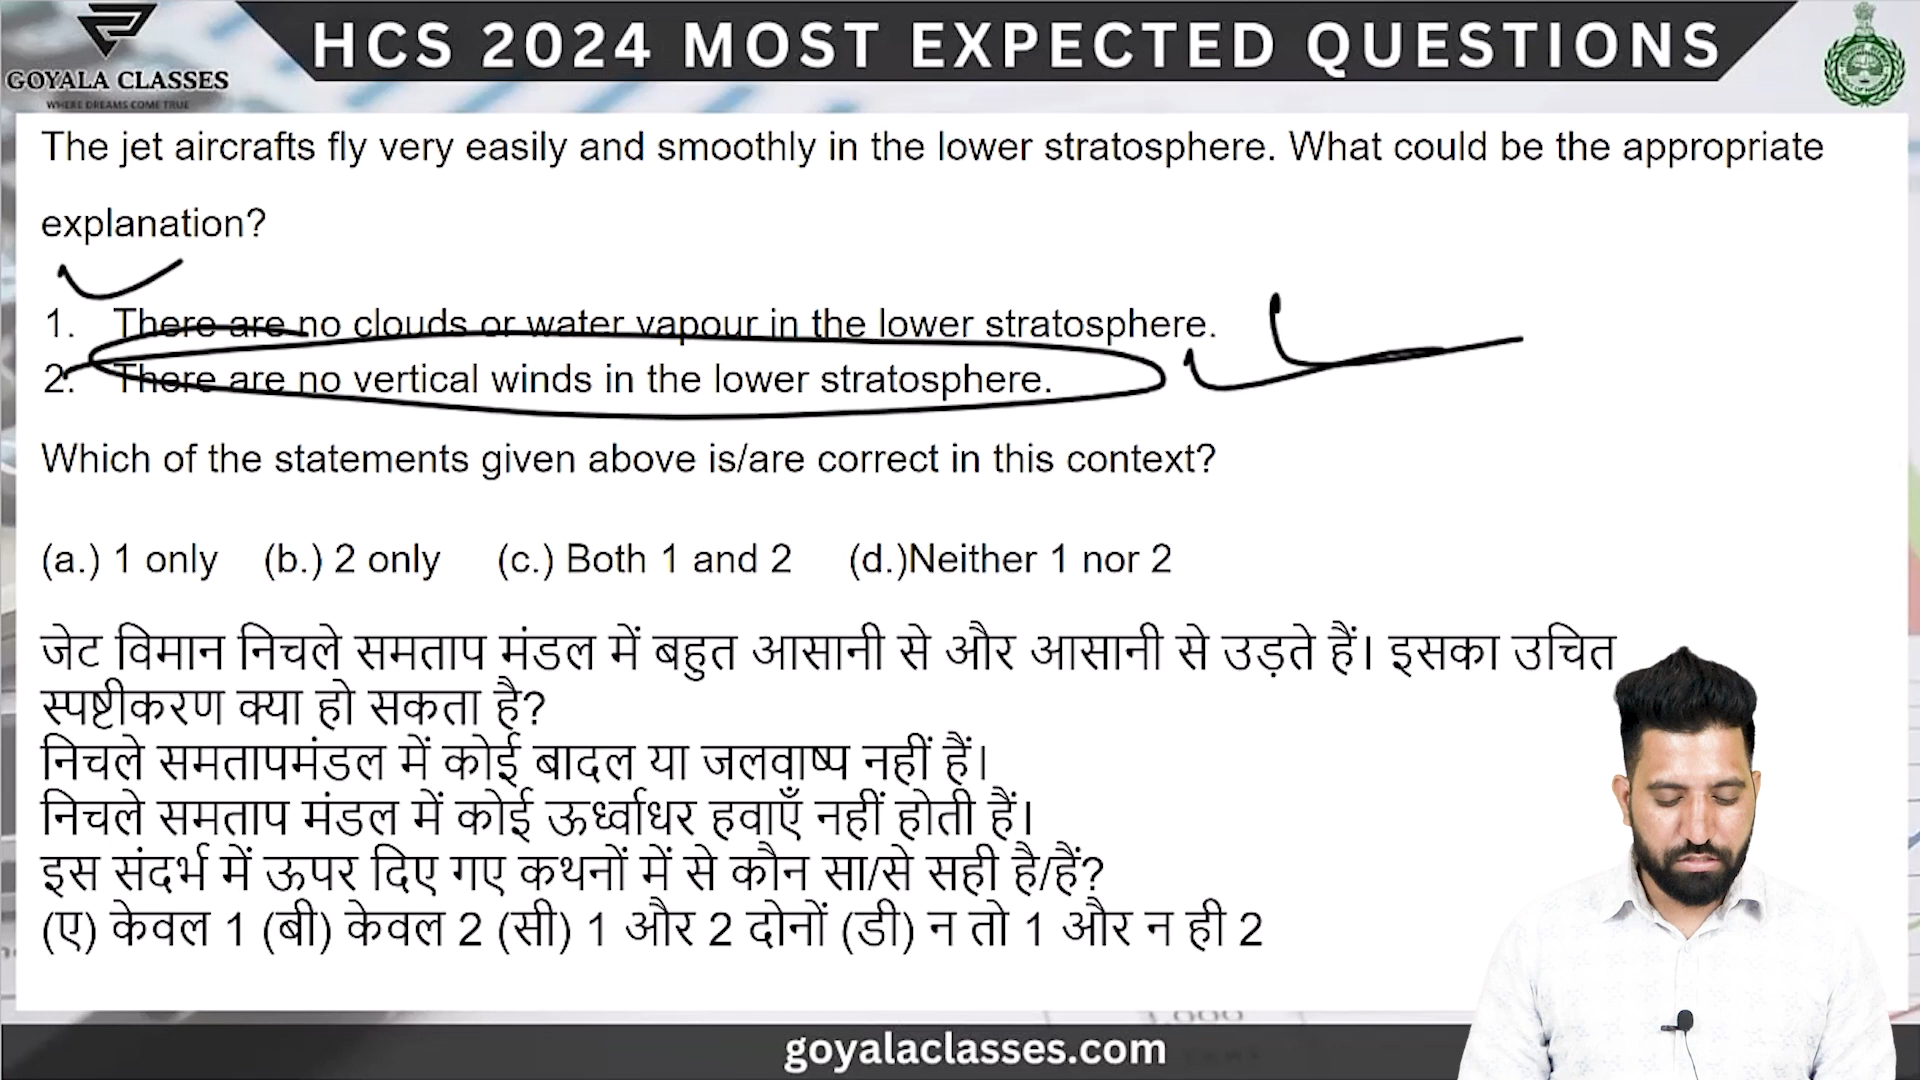 HCS 2024 MOST EXPECTED QUESTIONS
GOYALA CLASSES
WHERE DREAMS COME TRUE
The jet aircrafts fly very easily and smoothly in the lower stratosphere. What could be the appropriate
explanation?
1. There are no clouds or water vapour in the lower stratosphere.
2. There are no vertical winds in the lower stratosphere.
Which of the statements given above is/are correct in this context?
(a.) 1 only (b.) 2 only (c.) Both 1 and 2 (d.)Neither 1 nor 2
जेट विमान निचले समताप मंडल में बहुत आसानी से और आसानी से उड़ते हैं। इसका उचित
स्पष्टीकरण क्या हो सकता है?
निचले समतापमंडल में कोई बादल या जलवाष्प नहीं हैं।
निचले समताप मंडल में कोई ऊर्ध्वाधर हवाएँ नहीं होती हैं।
इस संदर्भ में ऊपर दिए गए कथनों में से कौन सा/से सही है/हैं?
(ए) केवल 1 (बी) केवल 2 (सी) 1 और 2 दोनों (डी) न तो 1 और न ही 2
goyalaclasses.com